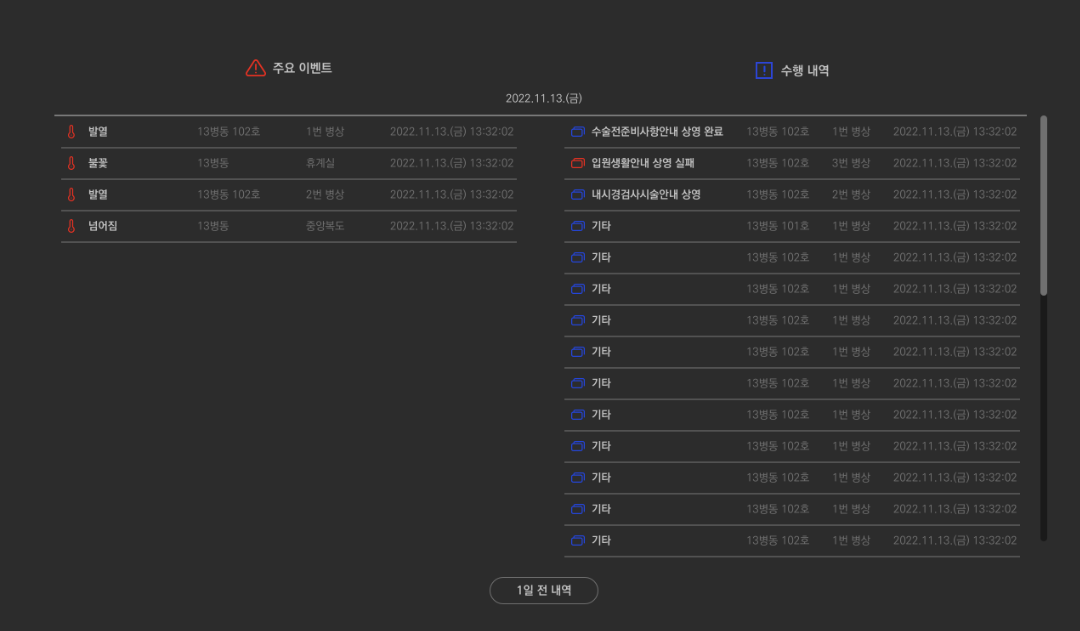 주요 이벤트
수행 내역
2022.11.13.(금)
발열 13병동 102호 1번 병상 2022.11.13.(금) 13:32:02
불꽃 13병동 휴게실 2022.11.13.(금) 13:32:02
발열 13병동 102호 2번 병상 2022.11.13.(금) 13:32:02
넘어짐 13병동 중앙복도 2022.11.13.(금) 13:32:02
수술전준비사항안내 상영 완료 13병동 102호 1번 병상 2022.11.13.(금) 13:32:02
입원생활안내 상영 실패 13병동 102호 3번 병상 2022.11.13.(금) 13:32:02
내시경검사시술안내 상영 13병동 102호 2번 병상 2022.11.13.(금) 13:32:02
기타 13병동 101호 1번 병상 2022.11.13.(금) 13:32:02
기타 13병동 102호 1번 병상 2022.11.13.(금) 13:32:02
기타 13병동 102호 1번 병상 2022.11.13.(금) 13:32:02
기타 13병동 102호 1번 병상 2022.11.13.(금) 13:32:02
기타 13병동 102호 1번 병상 2022.11.13.(금) 13:32:02
기타 13병동 102호 1번 병상 2022.11.13.(금) 13:32:02
기타 13병동 102호 1번 병상 2022.11.13.(금) 13:32:02
기타 13병동 102호 1번 병상 2022.11.13.(금) 13:32:02
기타 13병동 102호 1번 병상 2022.11.13.(금) 13:32:02
기타 13병동 102호 1번 병상 2022.11.13.(금) 13:32:02
기타 13병동 102호 1번 병상 2022.11.13.(금) 13:32:02
1일 전 내역